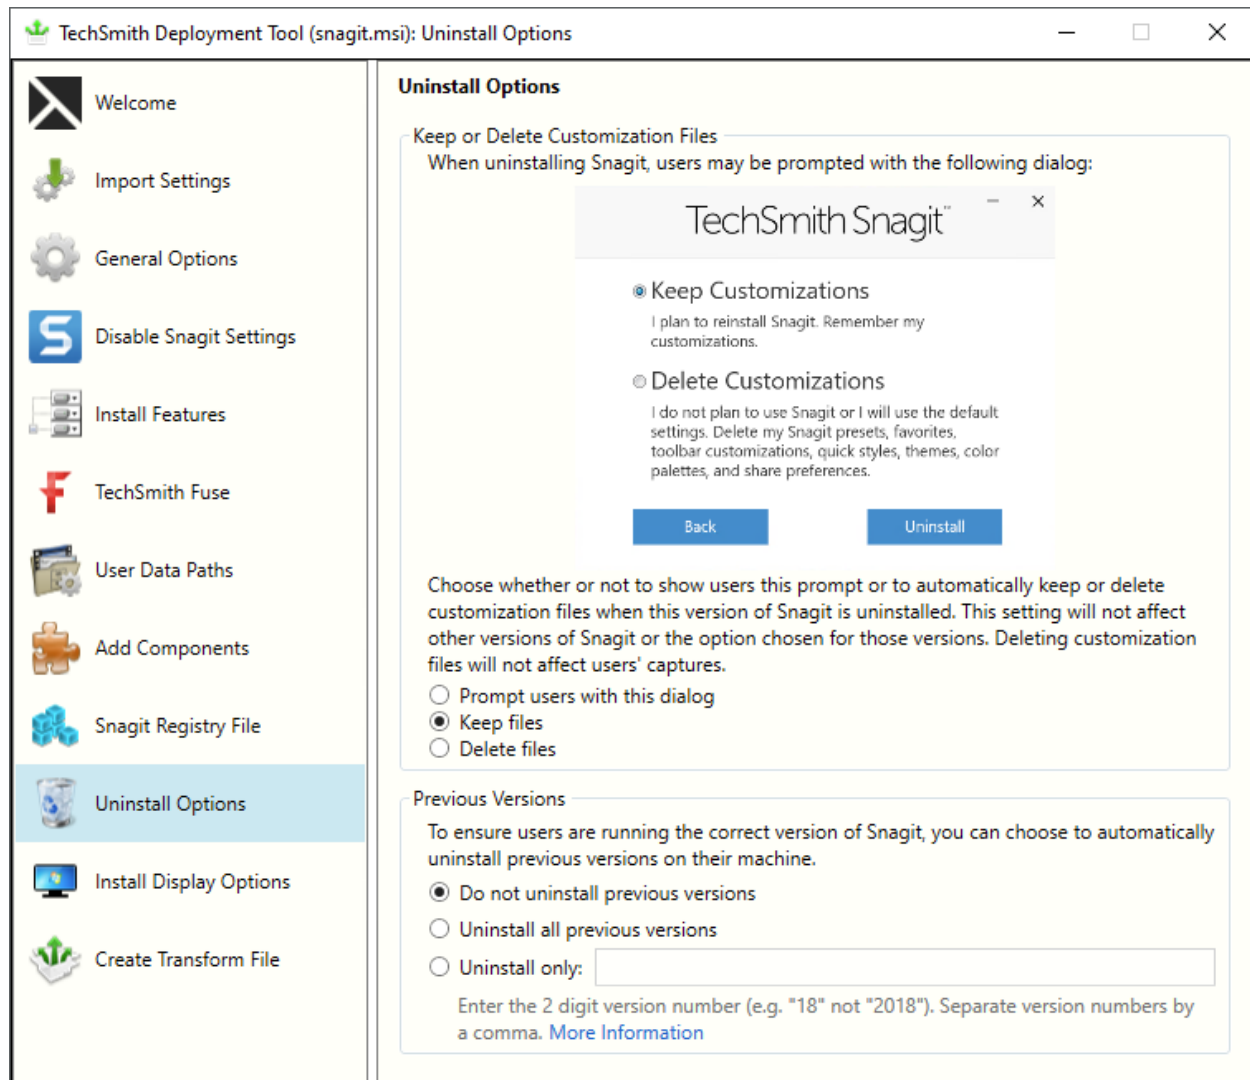 TechSmith Deployment Tool (snagit.msi): Uninstall Options
Welcome
Import Settings
General Options
Disable Snagit Settings
Install Features
TechSmith Fuse
User Data Paths
Add Components
Snagit Registry File
Uninstall Options
Install Display Options
Create Transform File
Uninstall Options
Keep or Delete Customization Files
When uninstalling Snagit, users may be prompted with the following dialog:
TechSmith Snagit™
Keep Customizations
I plan to reinstall Snagit. Remember my
customizations.
Delete Customizations
I do not plan to use Snagit or I will use the default
settings. Delete my Snagit presets, favorites,
toolbar customizations, quick styles, themes, color
palettes, and share preferences.
Back
Uninstall
Choose whether or not to show users this prompt or to automatically keep or delete
customization files when this version of Snagit is uninstalled. This setting will not affect
other versions of Snagit or the option chosen for those versions. Deleting customization
files will not affect users' captures.
Prompt users with this dialog
Keep files
Delete files
Previous Versions
To ensure users are running the correct version of Snagit, you can choose to automatically
uninstall previous versions on their machine.
Do not uninstall previous versions
Uninstall all previous versions
Uninstall only:
Enter the 2 digit version number (e.g. "18" not "2018"). Separate version numbers by
a comma. More Information